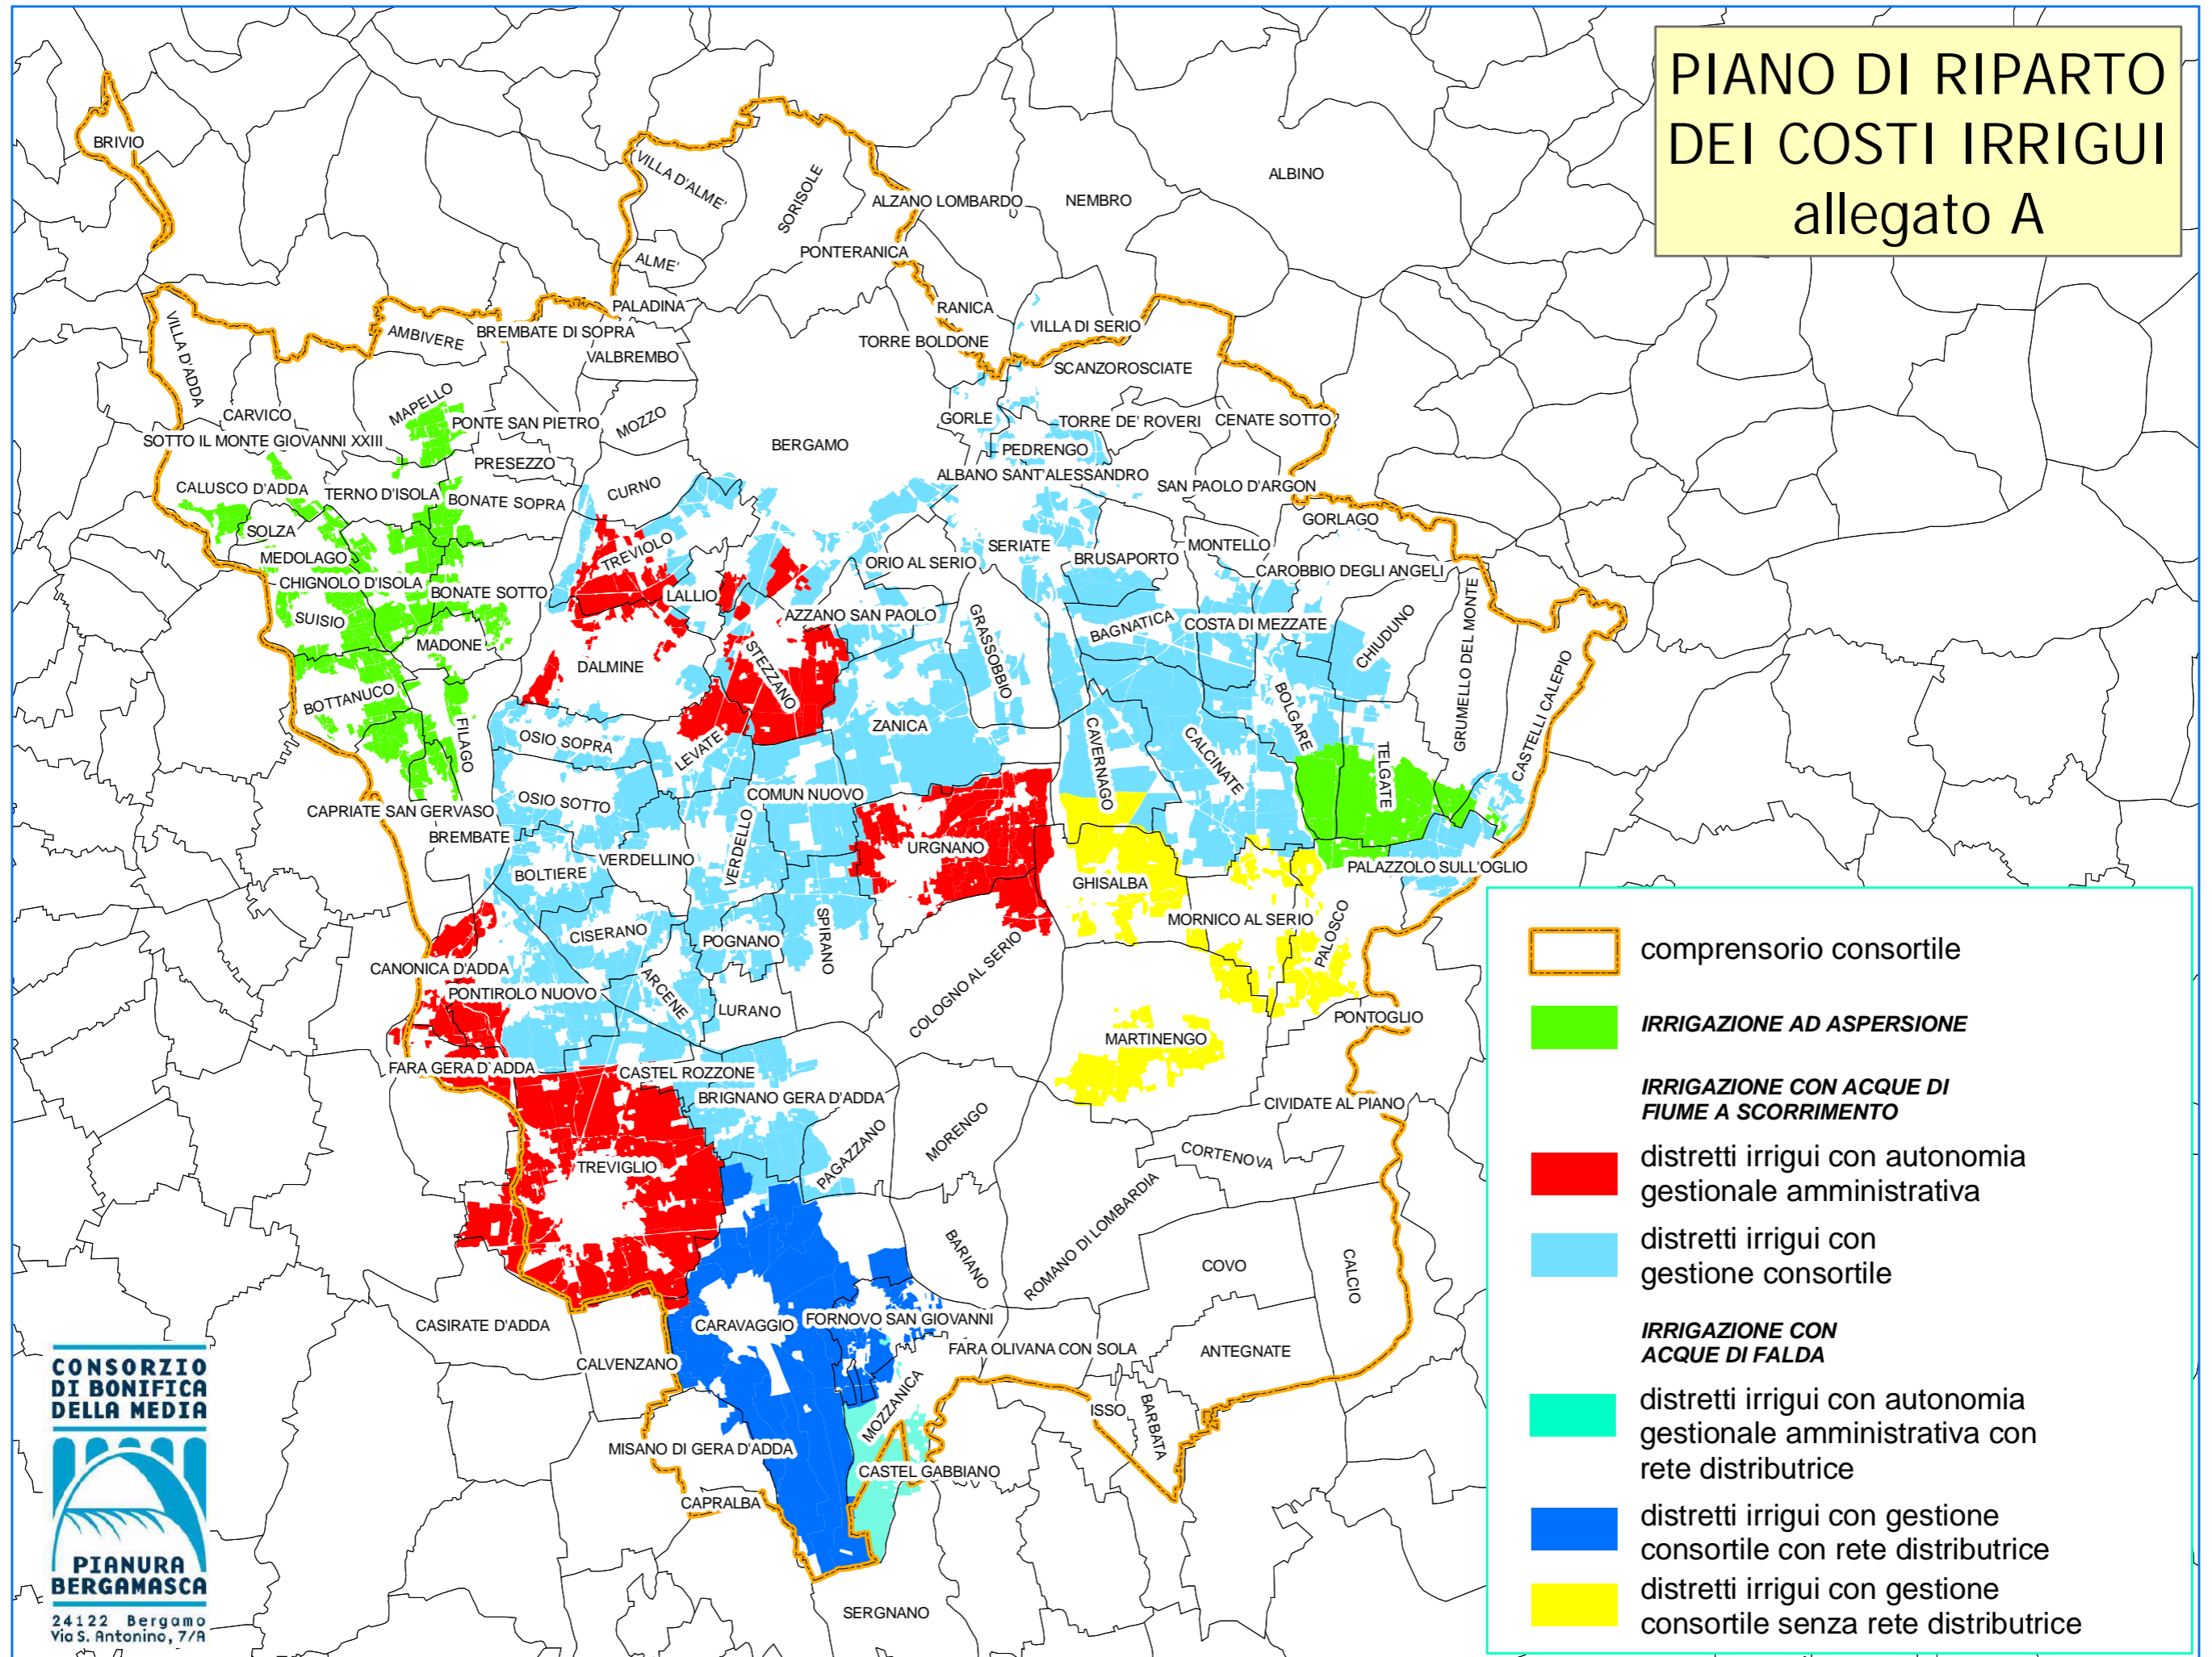 PIANO DI RIPARTO
DEI COSTI IRRIGUI
allegato A
BRIVIO
VILLA D'ALME'
SORISOLE
ALBINO
ALZANO LOMBARDO
NEMBRO
PONTERANICA
ALME'
PALADINA
RANICA
VILLA D'ADDA
AMBIVERE
BREMBATE DI SOPRA
VILLA DI SERIO
TORRE BOLDONE
VALBREMBO
SCANZOROSCIATE
MAPELLO
CARVICO
PONTE SAN PIETRO
MOZZO
GORLE
TORRE DE' ROVERI
CENATE SOTTO
SOTTO IL MONTE GIOVANNI XXIII
BERGAMO
PEDRENGO
PRESEZZO
ALBANO SANT'ALESSANDRO
CALUSCO D'ADDA
TERNO D'ISOLA
BONATE SOPRA
CURNO
SAN PAOLO D'ARGON
GORLAGO
SOLZA
MEDOLAGO
TREVIOLO
ORIO AL SERIO
SERIATE
BRUSAPORTO
MONTELLO
CAROBBIO DEGLI ANGELI
CHIGNOLO D'ISOLA
BONATE SOTTO
LALLIO
SUISIO
AZZANO SAN PAOLO
GRASSOBBIO
BAGNATICA
COSTA DI MEZZATE
CHIUDUNO
GRUMELLO DEL MONTE
MADONE
DALMINE
STEZZANO
BOTTANUCO
FILAGO
ZANICA
BOLGARE
CASTELLI CALEPIO
OSIO SOPRA
LEVATE
CAVERNAGO
CALCINATE
TELGATE
OSIO SOTTO
COMUN NUOVO
CAPRIATE SAN GERVASO
BREMBATE
VERDELLINO
VERDELLO
URGNANO
PALAZZOLO SULL'OGLIO
BOLTIERE
GHISALBA
CISERANO
POGNANO
SPIRANO
MORNICO AL SERIO
PALOSCO
CANONICA D'ADDA
PONTIROLO NUOVO
ARCENE
LURANO
COLOGNO AL SERIO
PONTOGLIO
MARTINENGO
FARA GERA D`ADDA
CASTEL ROZZONE
BRIGNANO GERA D'ADDA
CIVIDATE AL PIANO
MORENGO
PAGAZZANO
CORTENOVA
TREVIGLIO
ROMANO DI LOMBARDIA
BARIANO
COVO
CALCIO
CASIRATE D'ADDA
CARAVAGGIO
FORNOVO SAN GIOVANNI
FARA OLIVANA CON SOLA
ANTEGNATE
CALVENZANO
MOZZANICA
ISSO
BARBATA
MISANO DI GERA D'ADDA
CASTEL GABBIANO
CAPRALBA
SERGNANO
comprensorio consortile
IRRIGAZIONE AD ASPERSIONE
IRRIGAZIONE CON ACQUE DI
FIUME A SCORRIMENTO
distretti irrigui con autonomia
gestionale amministrativa
distretti irrigui con
gestione consortile
IRRIGAZIONE CON
ACQUE DI FALDA
distretti irrigui con autonomia
gestionale amministrativa con
rete distributrice
distretti irrigui con gestione
consortile con rete distributrice
distretti irrigui con gestione
consortile senza rete distributrice
CONSORZIO
DI BONIFICA
DELLA MEDIA
PIANURA
BERGAMASCA
24122 Bergamo
Via S. Antonino, 7/A